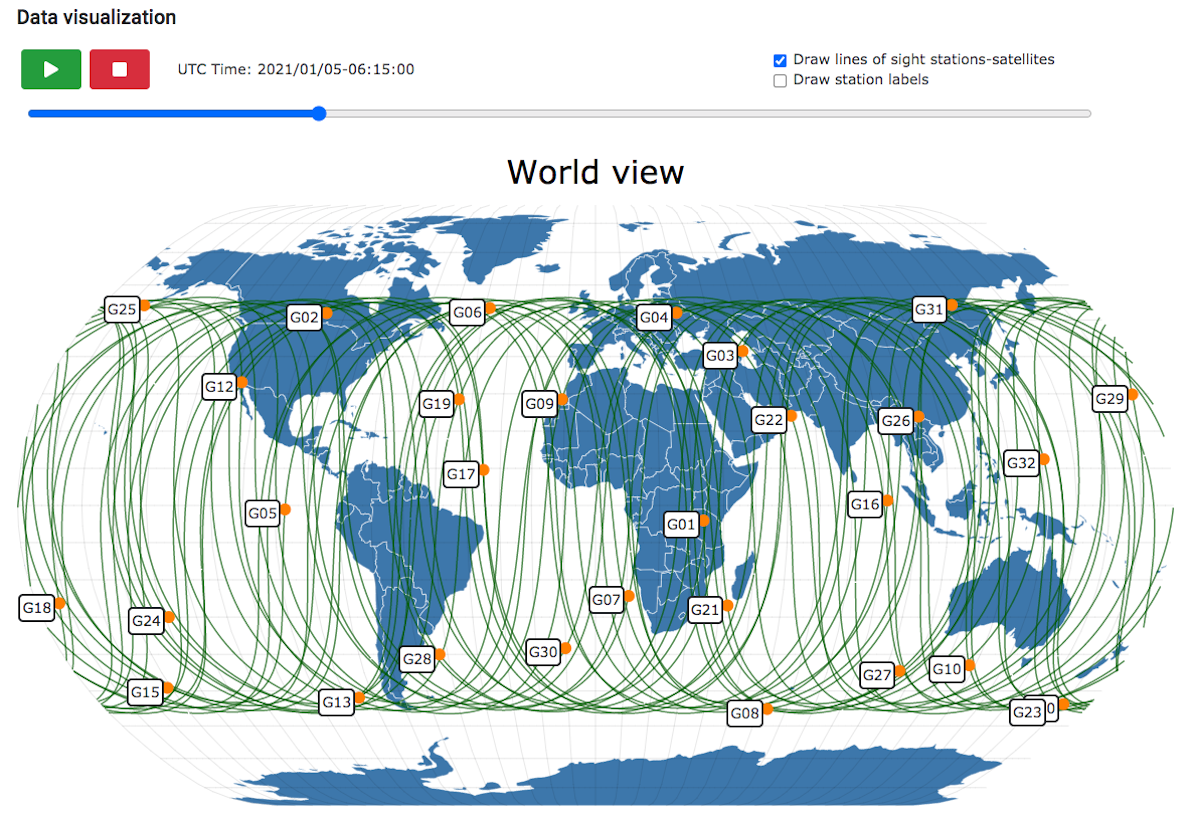 Data visualization
UTC Time: 2021/01/05-06:15:00
Draw lines of sight stations-satellites
Draw station labels
World view
G25
G02
G06
G04
G31
G03
G12
G19
G09
G22
G26
G29
G17
G32
G05
G16
G01
G18
G24
G07
G21
G28
G30
G27
G10
G15
G13
G08
G23
0